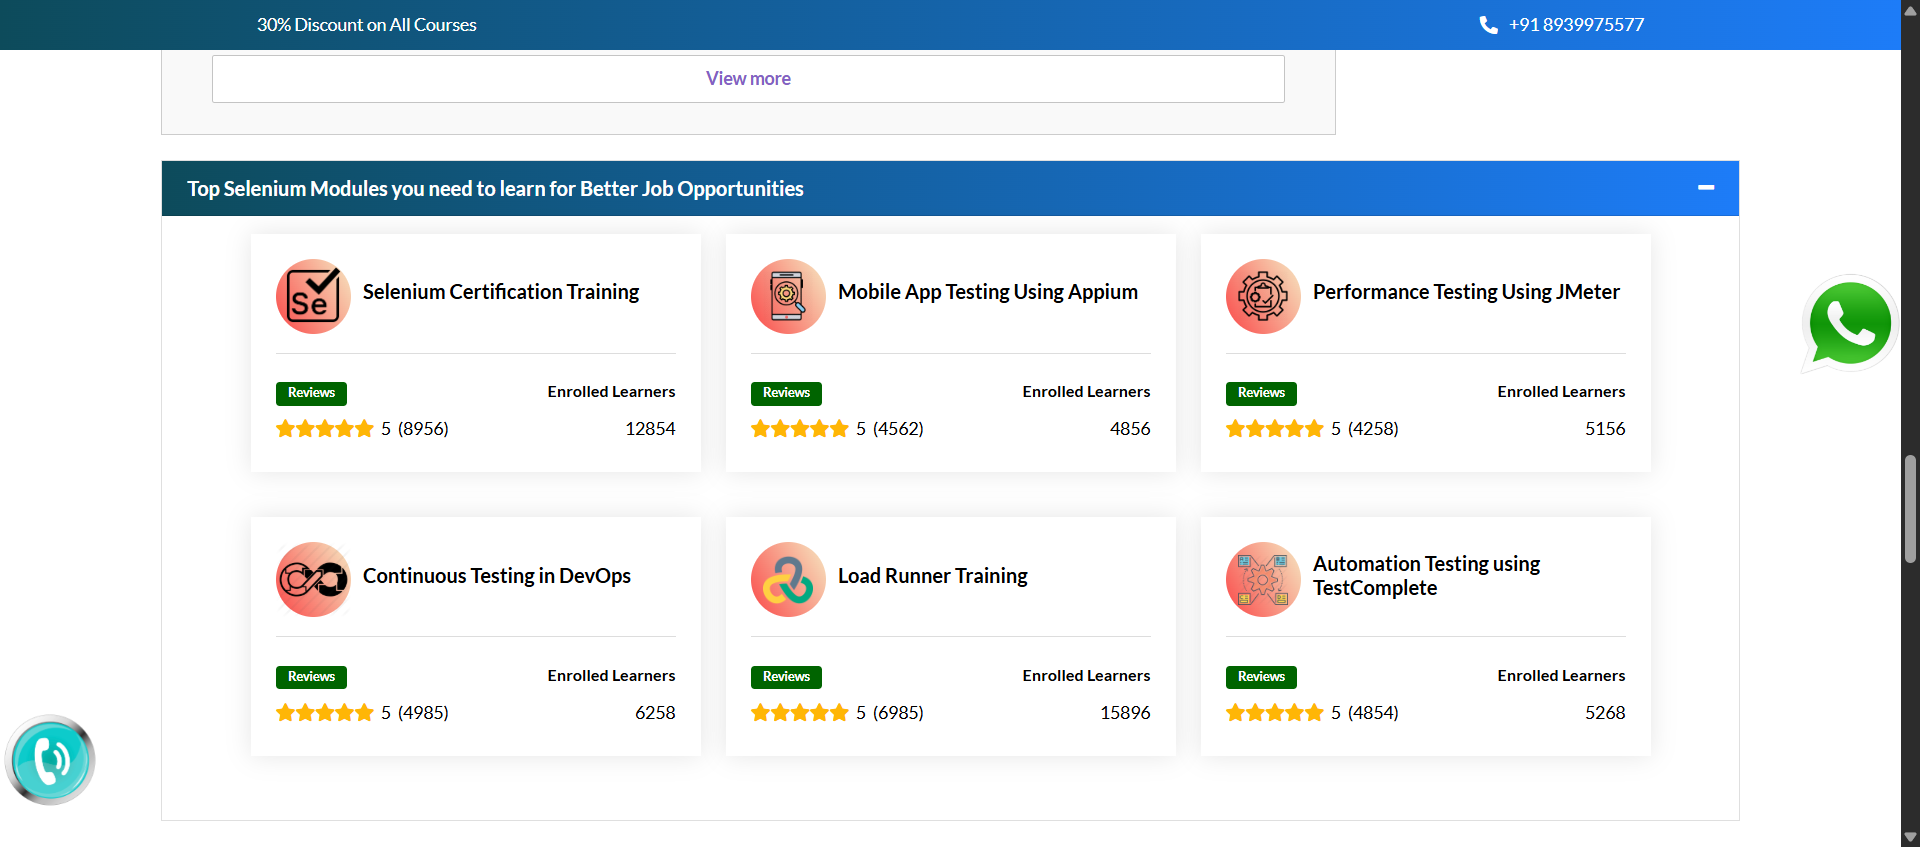 30% Discount on All Courses
+91 8939975577
View more
Top Selenium Modules you need to learn for Better Job Opportunities
Se
Selenium Certification Training
Reviews
Enrolled Learners
5 (8956)
12854
Mobile App Testing Using Appium
Reviews
Enrolled Learners
5 (4562)
4856
Performance Testing Using JMeter
Reviews
Enrolled Learners
5 (4258)
5156
Continuous Testing in DevOps
Reviews
Enrolled Learners
5 (4985)
6258
Load Runner Training
Reviews
Enrolled Learners
5 (6985)
15896
Automation Testing using
TestComplete
Reviews
Enrolled Learners
5 (4854)
5268